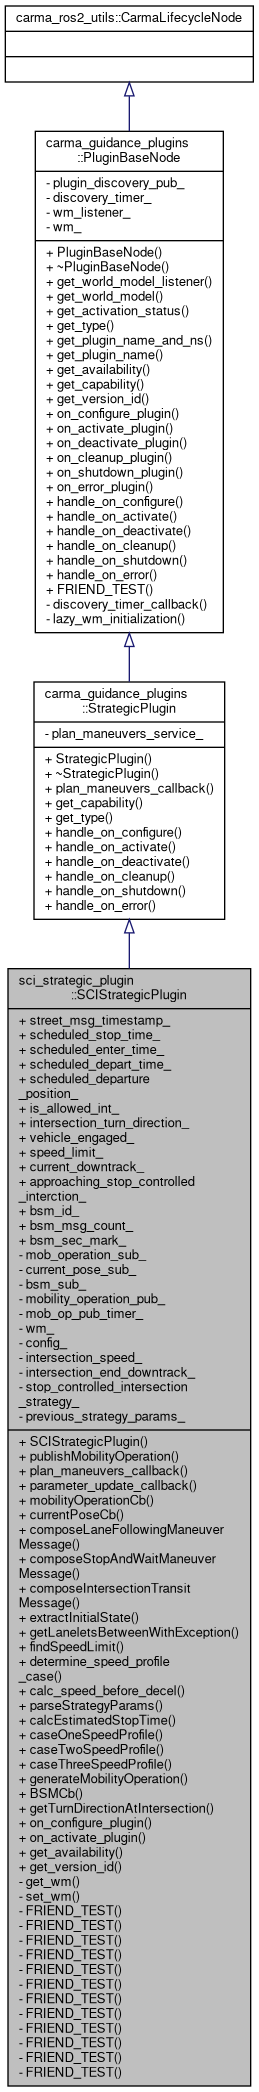 carma_ros2_utils::CarmaLifecycleNode
carma_guidance_plugins
::PluginBaseNode
- plugin_discovery_pub_
- discovery_timer_
- wm_listener_
- wm_
+ PluginBaseNode()
+ ~PluginBaseNode()
+ get_world_model_listener()
+ get_world_model()
+ get_activation_status()
+ get_type()
+ get_plugin_name_and_ns()
+ get_plugin_name()
+ get_availability()
+ get_capability()
+ get_version_id()
+ on_configure_plugin()
+ on_activate_plugin()
+ on_deactivate_plugin()
+ on_cleanup_plugin()
+ on_shutdown_plugin()
+ on_error_plugin()
+ handle_on_configure()
+ handle_on_activate()
+ handle_on_deactivate()
+ handle_on_cleanup()
+ handle_on_shutdown()
+ handle_on_error()
+ FRIEND_TEST()
- discovery_timer_callback()
- lazy_wm_initialization()
carma_guidance_plugins
::StrategicPlugin
- plan_maneuvers_service_
+ StrategicPlugin()
+ ~StrategicPlugin()
+ plan_maneuvers_callback()
+ get_capability()
+ get_type()
+ handle_on_configure()
+ handle_on_activate()
+ handle_on_deactivate()
+ handle_on_cleanup()
+ handle_on_shutdown()
+ handle_on_error()
sci_strategic_plugin
::SCIStrategicPlugin
+ street_msg_timestamp_
+ scheduled_stop_time_
+ scheduled_enter_time_
+ scheduled_depart_time_
+ scheduled_departure
_position_
+ is_allowed_int_
+ intersection_turn_direction_
+ vehicle_engaged_
+ speed_limit_
+ current_downtrack_
+ approaching_stop_controlled
_interction_
+ bsm_id_
+ bsm_msg_count_
+ bsm_sec_mark_
- mob_operation_sub_
- current_pose_sub_
- bsm_sub_
- mobility_operation_pub_
- mob_op_pub_timer_
- wm_
- config_
- intersection_speed_
- intersection_end_downtrack_
- stop_controlled_intersection
_strategy_
- previous_strategy_params_
+ SCIStrategicPlugin()
+ publishMobilityOperation()
+ plan_maneuvers_callback()
+ parameter_update_callback()
+ mobilityOperationCb()
+ currentPoseCb()
+ composeLaneFollowingManeuver
Message()
+ composeStopAndWaitManeuver
Message()
+ composeIntersectionTransit
Message()
+ extractInitialState()
+ getLaneletsBetweenWithException()
+ findSpeedLimit()
+ determine_speed_profile
_case()
+ calc_speed_before_decel()
+ parseStrategyParams()
+ calcEstimatedStopTime()
+ caseOneSpeedProfile()
+ caseTwoSpeedProfile()
+ caseThreeSpeedProfile()
+ generateMobilityOperation()
+ BSMCb()
+ getTurnDirectionAtIntersection()
+ on_configure_plugin()
+ on_activate_plugin()
+ get_availability()
+ get_version_id()
- get_wm()
- set_wm()
- FRIEND_TEST()
- FRIEND_TEST()
- FRIEND_TEST()
- FRIEND_TEST()
- FRIEND_TEST()
- FRIEND_TEST()
- FRIEND_TEST()
- FRIEND_TEST()
- FRIEND_TEST()
- FRIEND_TEST()
- FRIEND_TEST()
- FRIEND_TEST()